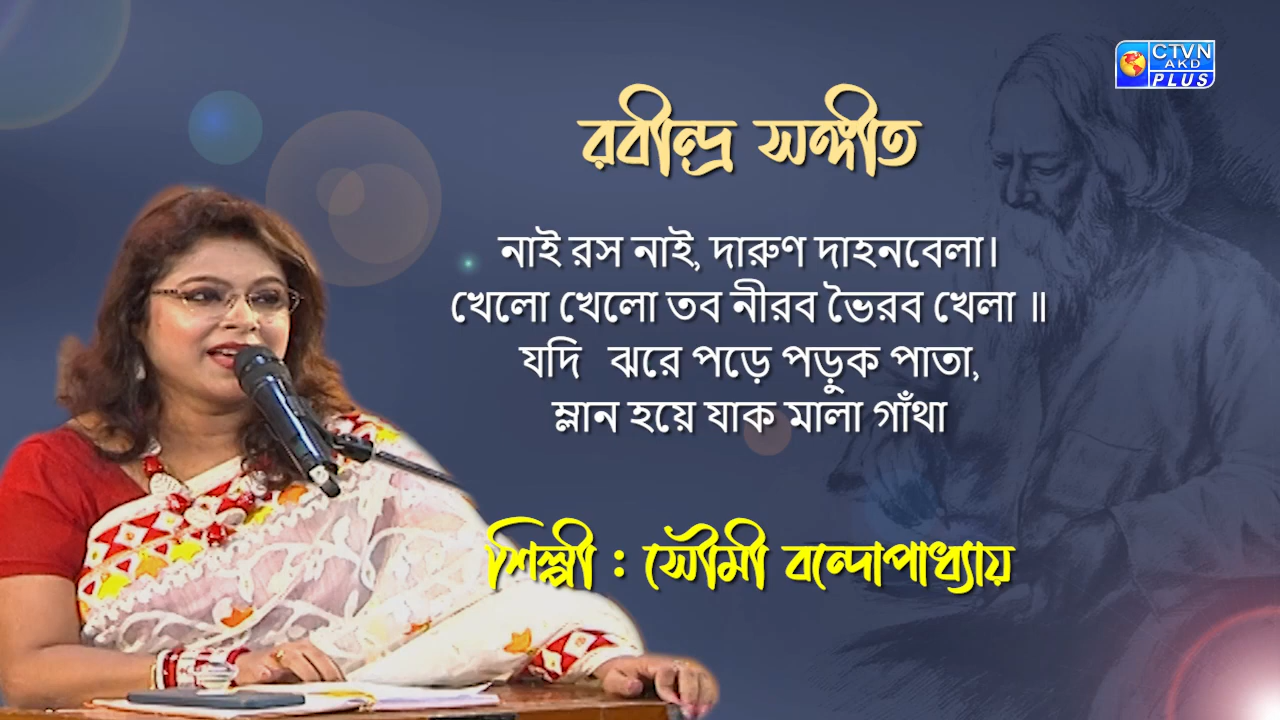 CTVN
AKD
PLUS
রবীন্দ্র সঙ্গীত
নাই রস নাই, দারুণ দাহনবেলা।
খেলো খেলো তব নীরব ভৈরব খেলা ॥
যদি ঝরে পড়ে পড়ুক পাতা,
ম্লান হয়ে যাক মালা গাঁথা
শিল্পী : সৌমী বন্দোপাধ্যায়